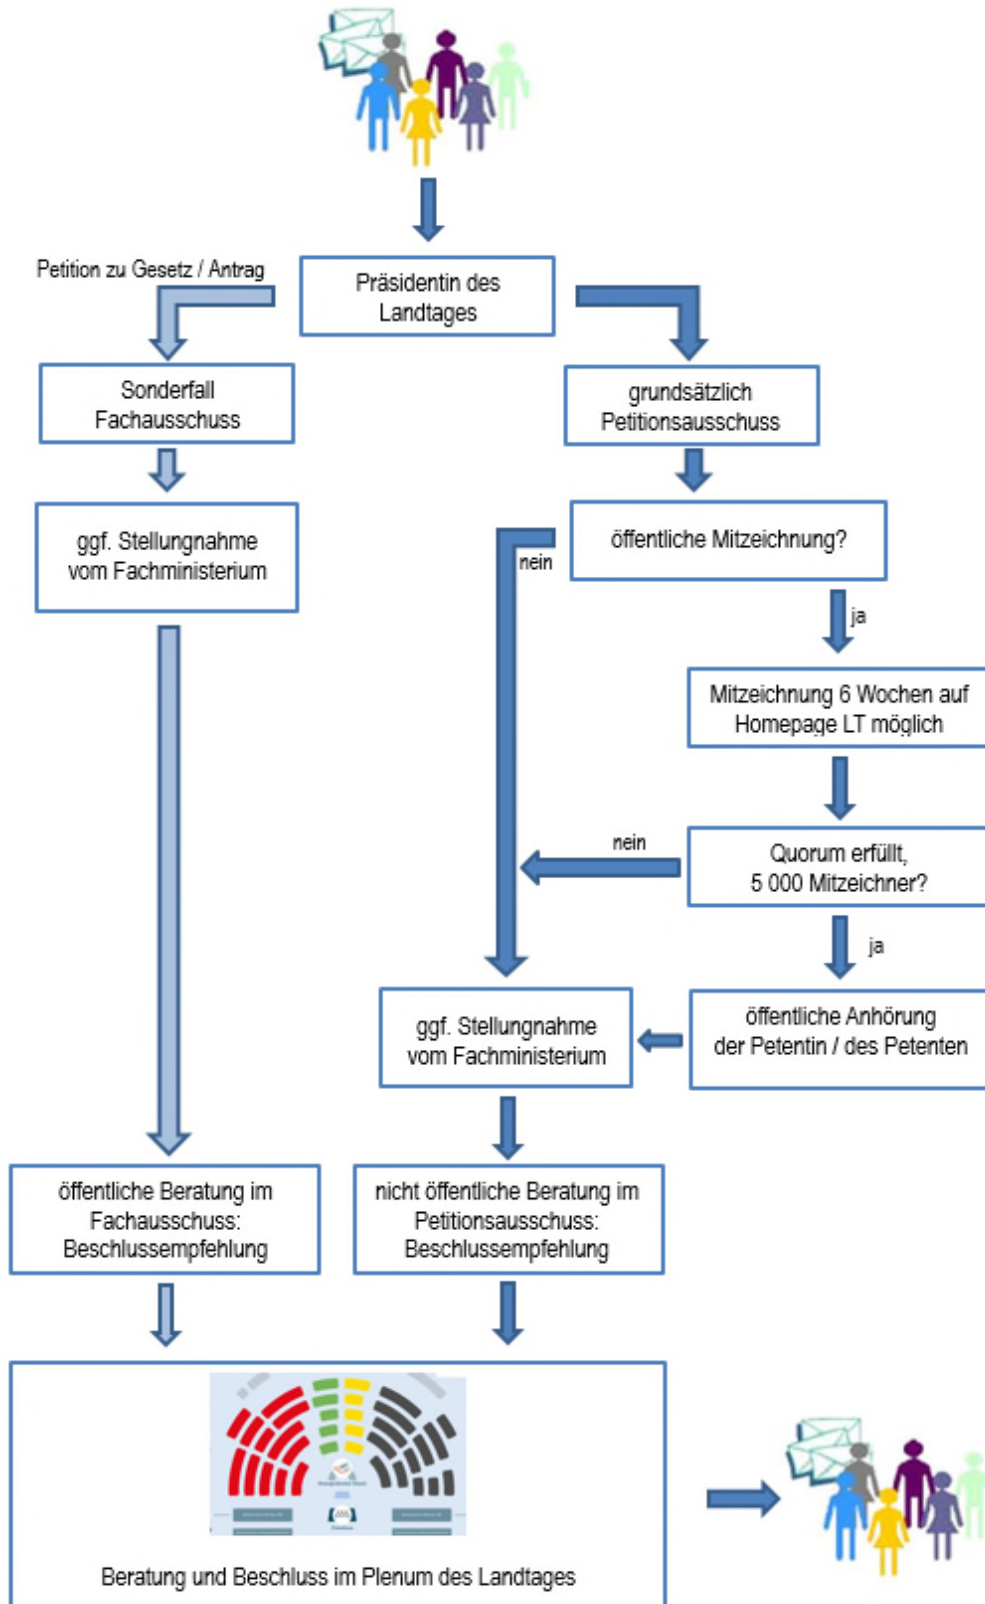 Petition zu Gesetz / Antrag
Präsidentin des
Landtages
Sonderfall
Fachausschuss
grundsätzlich
Petitionsausschuss
ggf. Stellungnahme
vom Fachministerium
öffentliche Mitzeichnung?
nein
ja
Mitzeichnung 6 Wochen auf
Homepage LT möglich
nein
Quorum erfüllt,
5 000 Mitzeichner?
ja
ggf. Stellungnahme
vom Fachministerium
öffentliche Anhörung
der Petentin / des Petenten
öffentliche Beratung im
Fachausschuss:
Beschlussempfehlung
nicht öffentliche Beratung im
Petitionsausschuss:
Beschlussempfehlung
Beratung und Beschluss im Plenum des Landtages